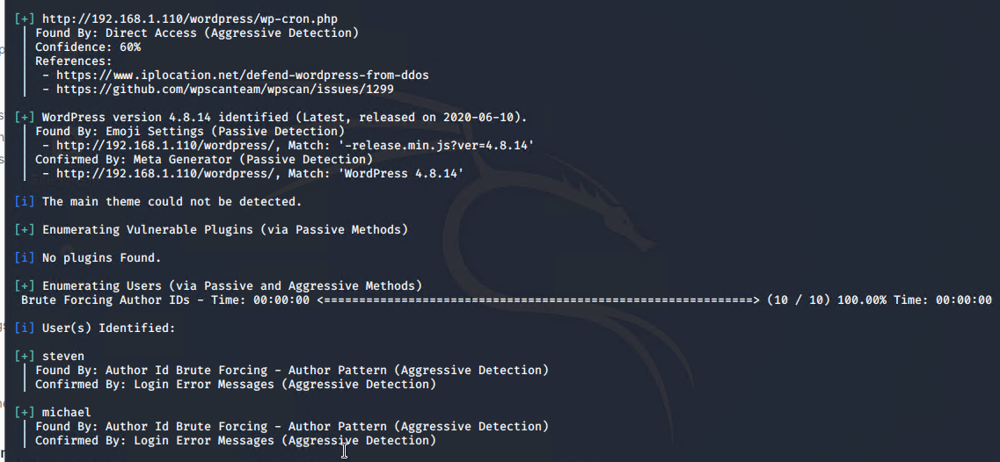 [+] http://192.168.1.110/wordpress/wp-cron.php
 | Found By: Direct Access (Aggressive Detection)
 | Confidence: 60%
 | References:
 |  - https://www.iplocation.net/defend-wordpress-from-ddos
 |  - https://github.com/wpscanteam/wpscan/issues/1299
[+] WordPress version 4.8.14 identified (Latest, released on 2020-06-10).
 | Found By: Emoji Settings (Passive Detection)
 |  - http://192.168.1.110/wordpress/, Match: '-release.min.js?ver=4.8.14'
 | Confirmed By: Meta Generator (Passive Detection)
 |  - http://192.168.1.110/wordpress/, Match: 'WordPress 4.8.14'
[i] The main theme could not be detected.
[+] Enumerating Vulnerable Plugins (via Passive Methods)
[i] No plugins Found.
[+] Enumerating Users (via Passive and Aggressive Methods)
 Brute Forcing Author IDs - Time: 00:00:00 <=============================================================> (10 / 10) 100.00% Time: 00:00:00
[i] User(s) Identified:
[+] steven
 | Found By: Author Id Brute Forcing - Author Pattern (Aggressive Detection)
 | Confirmed By: Login Error Messages (Aggressive Detection)
[+] michael
 | Found By: Author Id Brute Forcing - Author Pattern (Aggressive Detection)
 | Confirmed By: Login Error Messages (Aggressive Detection)